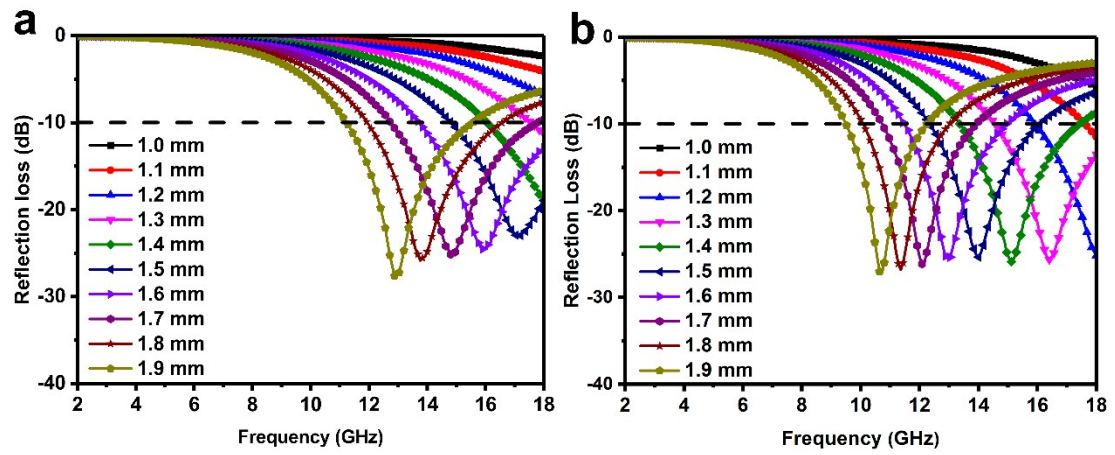 a
0
-10
-20
-30
-40
Reflection loss (dB)
1.0 mm
1.1 mm
1.2 mm
1.3 mm
1.4 mm
1.5 mm
1.6 mm
1.7 mm
1.8 mm
1.9 mm
2 4 6 8 10 12 14 16 18
Frequency (GHz)
b
0
-10
-20
-30
-40
Reflection Loss (dB)
1.0 mm
1.1 mm
1.2 mm
1.3 mm
1.4 mm
1.5 mm
1.6 mm
1.7 mm
1.8 mm
1.9 mm
2 4 6 8 10 12 14 16 18
Frequency (GHz)